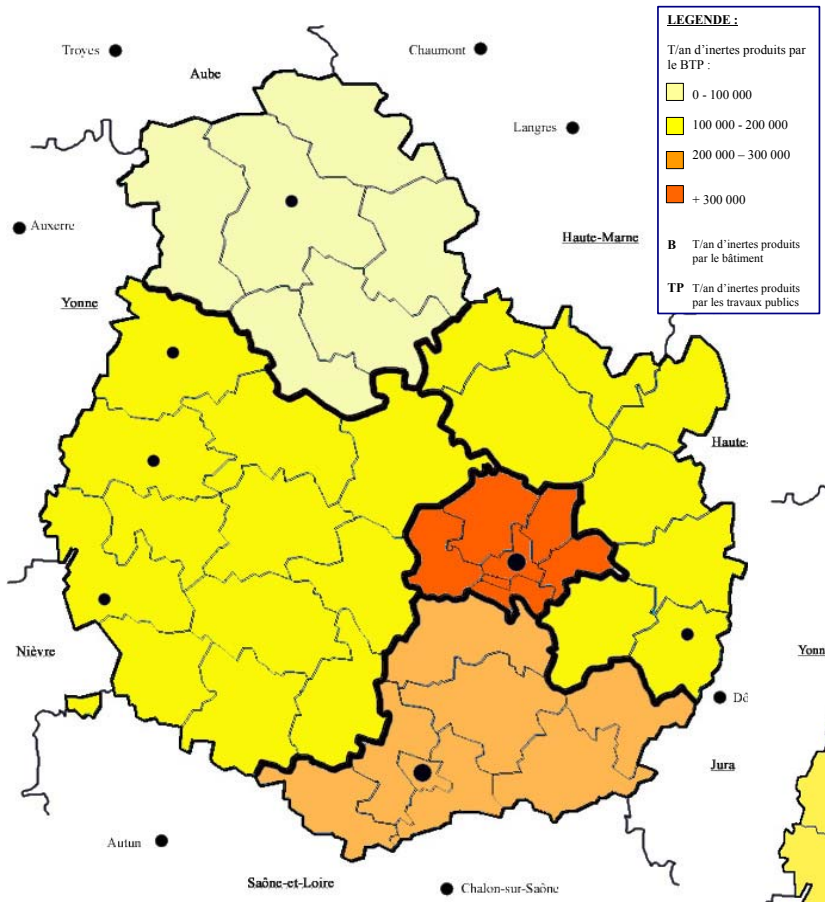 LEGENDE :
T/an d'inertes produits par
le BTP :
0 - 100 000
100 000 - 200 000
200 000 – 300 000
+ 300 000
B T/an d'inertes produits
par le bâtiment
TP T/an d'inertes produits
par les travaux publics
Troyes
Chaumont
Aube
Langres
Auxerre
Haute-Marne
Yonne
Haute-
Nièvre
Yonn
Dô
Jura
Autun
Saône-et-Loire
Chalon-sur-Saône